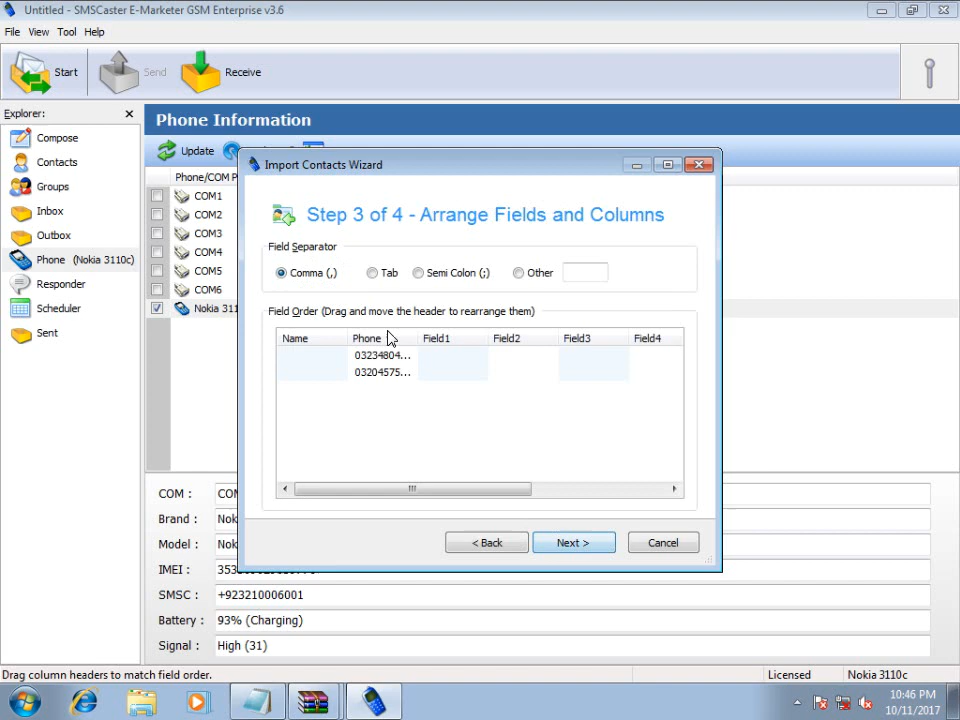 Untitled - SMSCaster E-Marketer GSM Enterprise v3.6
File View Tool Help
Start Send Receive
Explorer:
Compose
Contacts
Groups
Inbox
Outbox
Phone (Nokia 3110c)
Responder
Scheduler
Sent
Phone Information
Update
Phone/COM P
COM1
COM2
COM3
COM4
COM5
COM6
Nokia 311
Import Contacts Wizard
Step 3 of 4 - Arrange Fields and Columns
Field Separator
Comma (,) Tab Semi Colon (;) Other
Field Order (Drag and move the header to rearrange them)
Name Phone Field1 Field2 Field3 Field4
03234804...
03204575...
< Back Next > Cancel
COM : COM
Brand : Nok
Model : Nok
IMEI :
SMSC : +923210006001
Battery : 93% (Charging)
Signal : High (31)
Drag column headers to match field order.
Licensed Nokia 3110c
10:46 PM
10/11/2017